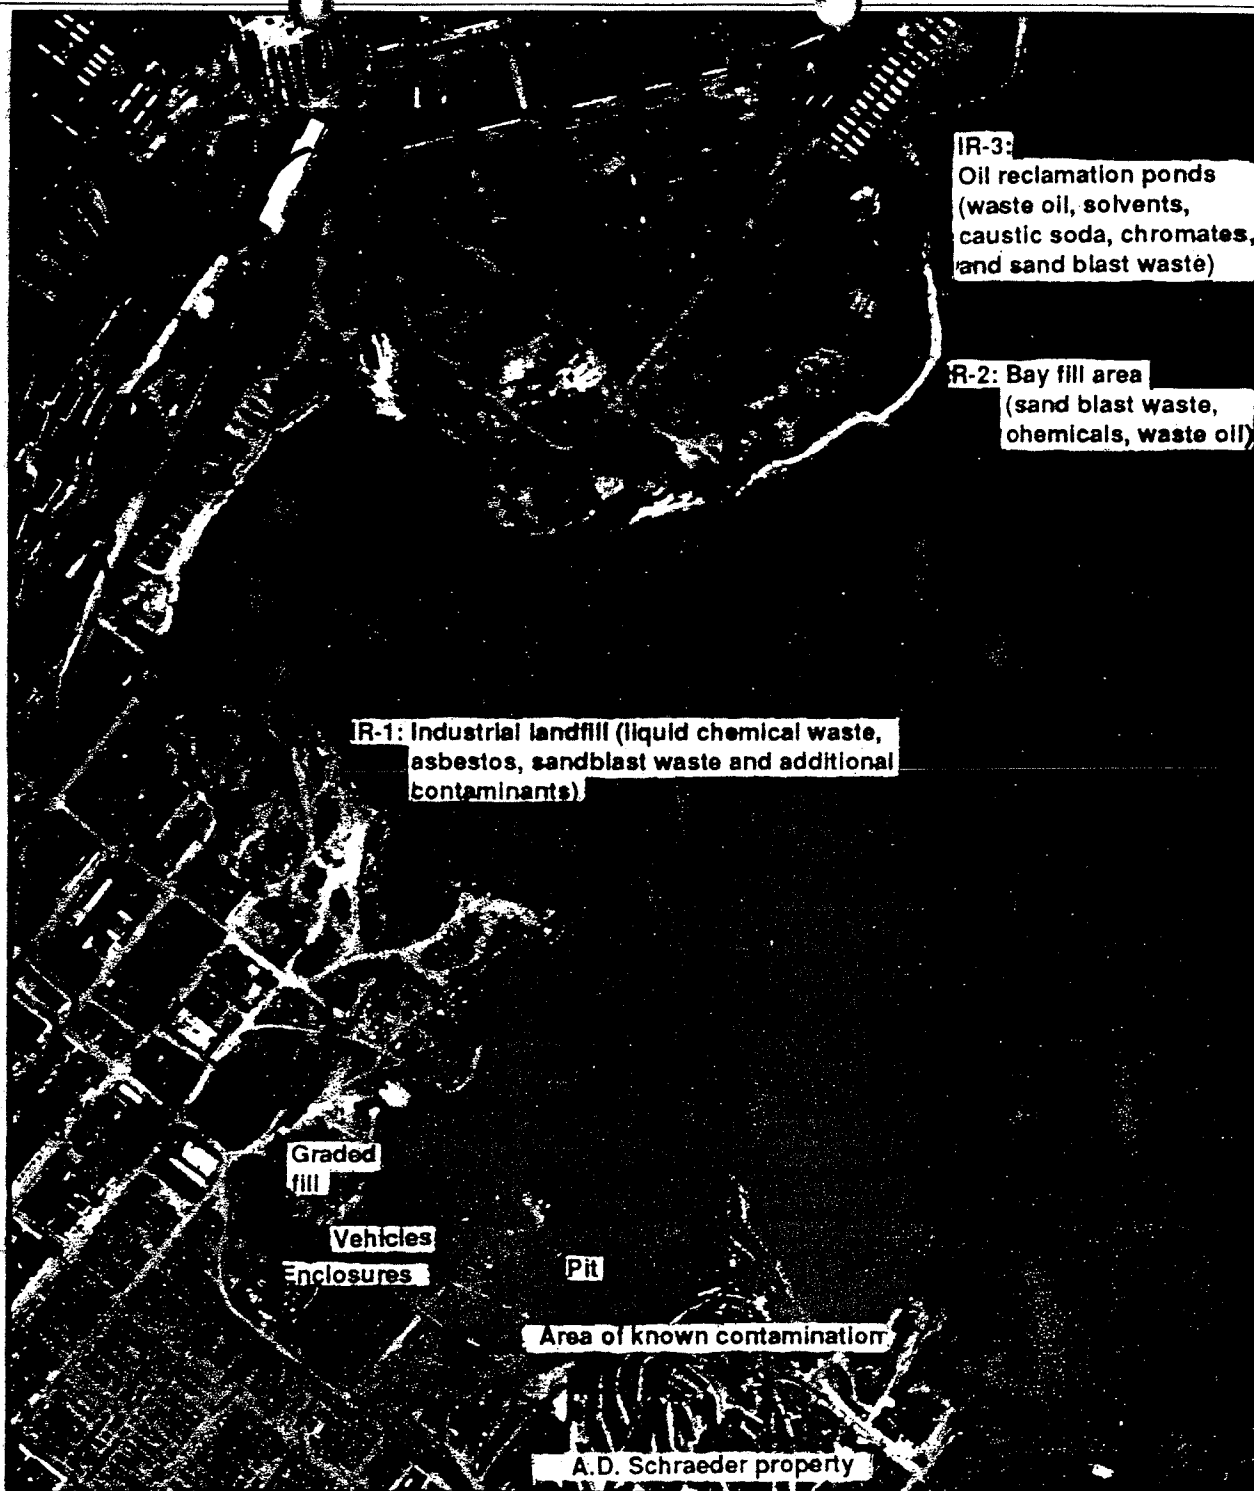 IR-3:
Oil reclamation ponds
(waste oil, solvents,
caustic soda, chromates,
and sand blast waste)
IR-2: Bay fill area
(sand blast waste,
chemicals, waste oil)
IR-1: Industrial landfill (liquid chemical waste,
asbestos, sandblast waste and additional
contaminants)
Graded
fill
Vehicles
Enclosures
Pit
Area of known contamination
A.D. Schraeder property